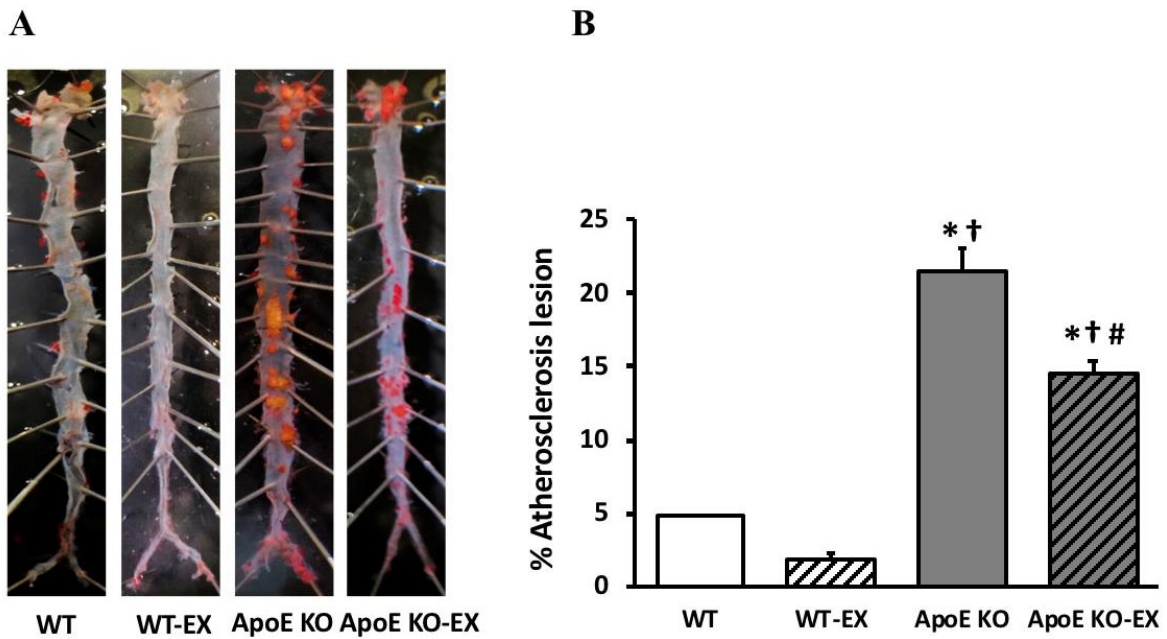 A
B
WT WT-EX ApoE KO ApoE KO-EX
% Atherosclerosis lesion
25
20
15
10
5
0
*†
*†#
WT WT-EX ApoE KO ApoE KO-EX